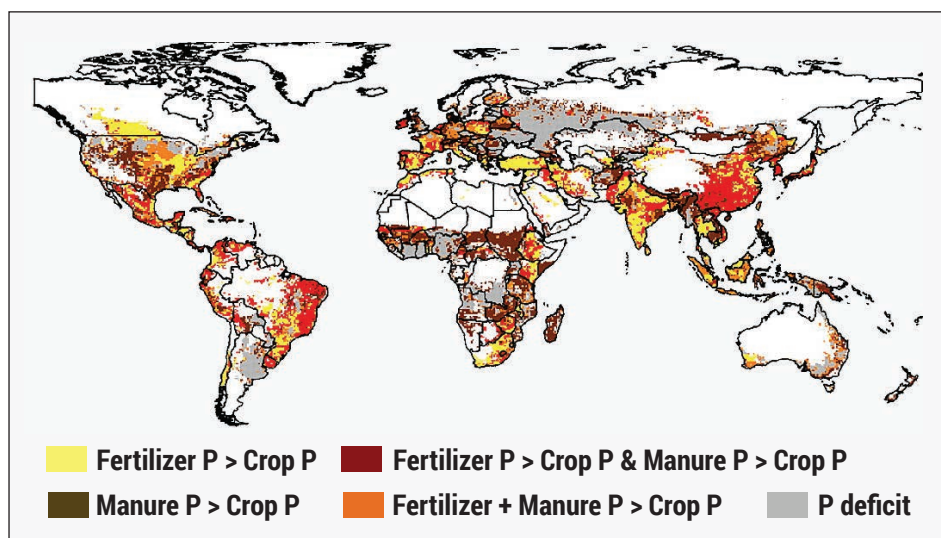 Fertilizer P > Crop P
Fertilizer P > Crop P & Manure P > Crop P
Manure P > Crop P
Fertilizer + Manure P > Crop P
P deficit